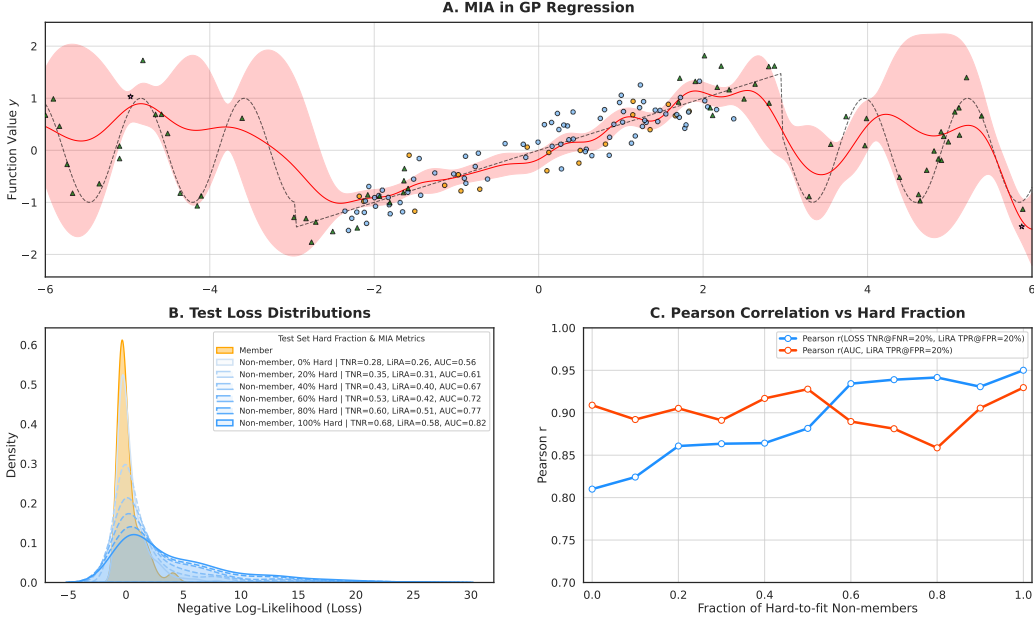 A. MIA in GP Regression
Function Value y
2
1
0
−1
−2
−6
−4
−2
0
2
4
6
B. Test Loss Distributions
Density
0.6
0.5
0.4
0.3
0.2
0.1
0.0
Test Set Hard Fraction & MIA Metrics
Member
Non-member, 0% Hard | TNR=0.28, LiRA=0.26, AUC=0.56
Non-member, 20% Hard | TNR=0.35, LiRA=0.31, AUC=0.61
Non-member, 40% Hard | TNR=0.43, LiRA=0.40, AUC=0.67
Non-member, 60% Hard | TNR=0.53, LiRA=0.42, AUC=0.72
Non-member, 80% Hard | TNR=0.60, LiRA=0.51, AUC=0.77
Non-member, 100% Hard | TNR=0.68, LiRA=0.58, AUC=0.82
−5
0
5
10
15
20
25
30
Negative Log-Likelihood (Loss)
C. Pearson Correlation vs Hard Fraction
Pearson r
1.00
0.95
0.90
0.85
0.80
0.75
0.70
Pearson r(LOSS TNR@FNR=20%, LiRA TPR@FPR=20%)
Pearson r(AUC, LiRA TPR@FPR=20%)
0.0
0.2
0.4
0.6
0.8
1.0
Fraction of Hard-to-fit Non-members